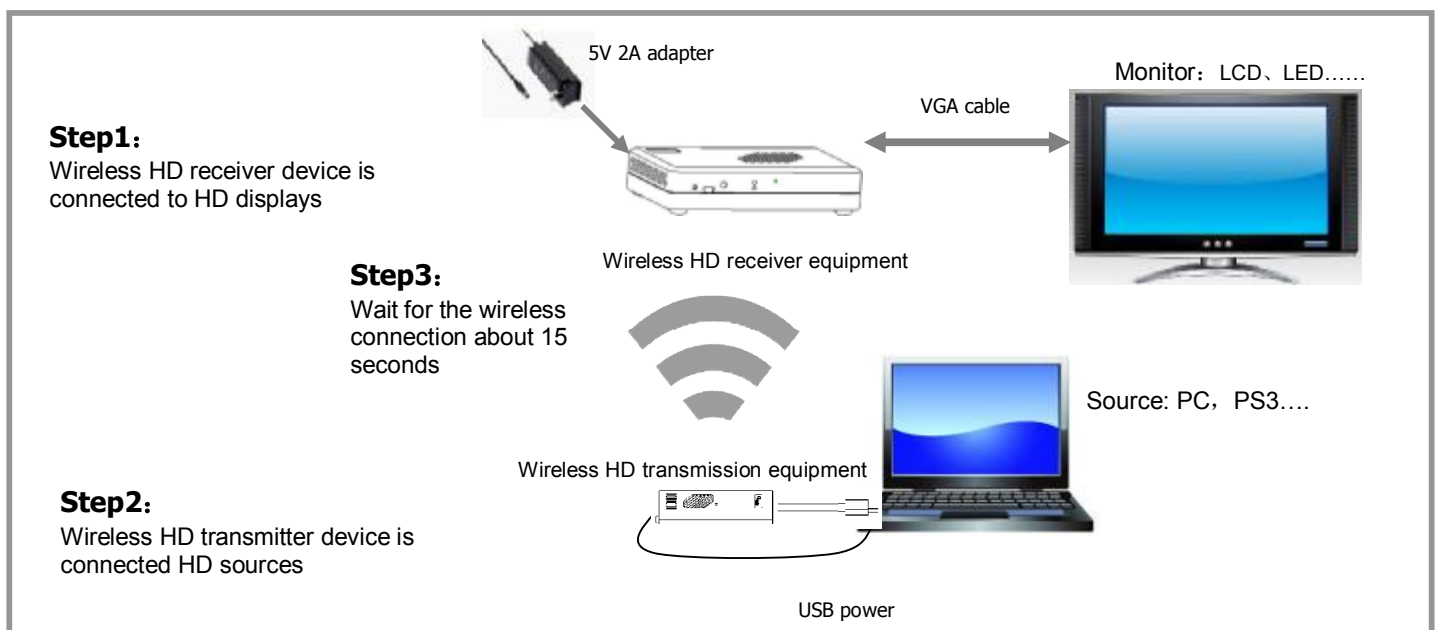 5V 2A adapter
Monitor：LCD、LED……
VGA cable
Step1：
Wireless HD receiver device is
connected to HD displays
Wireless HD receiver equipment
Step3：
Wait for the wireless
connection about 15
seconds
Source: PC，PS3….
Wireless HD transmission equipment
Step2：
Wireless HD transmitter device is
connected HD sources
USB power